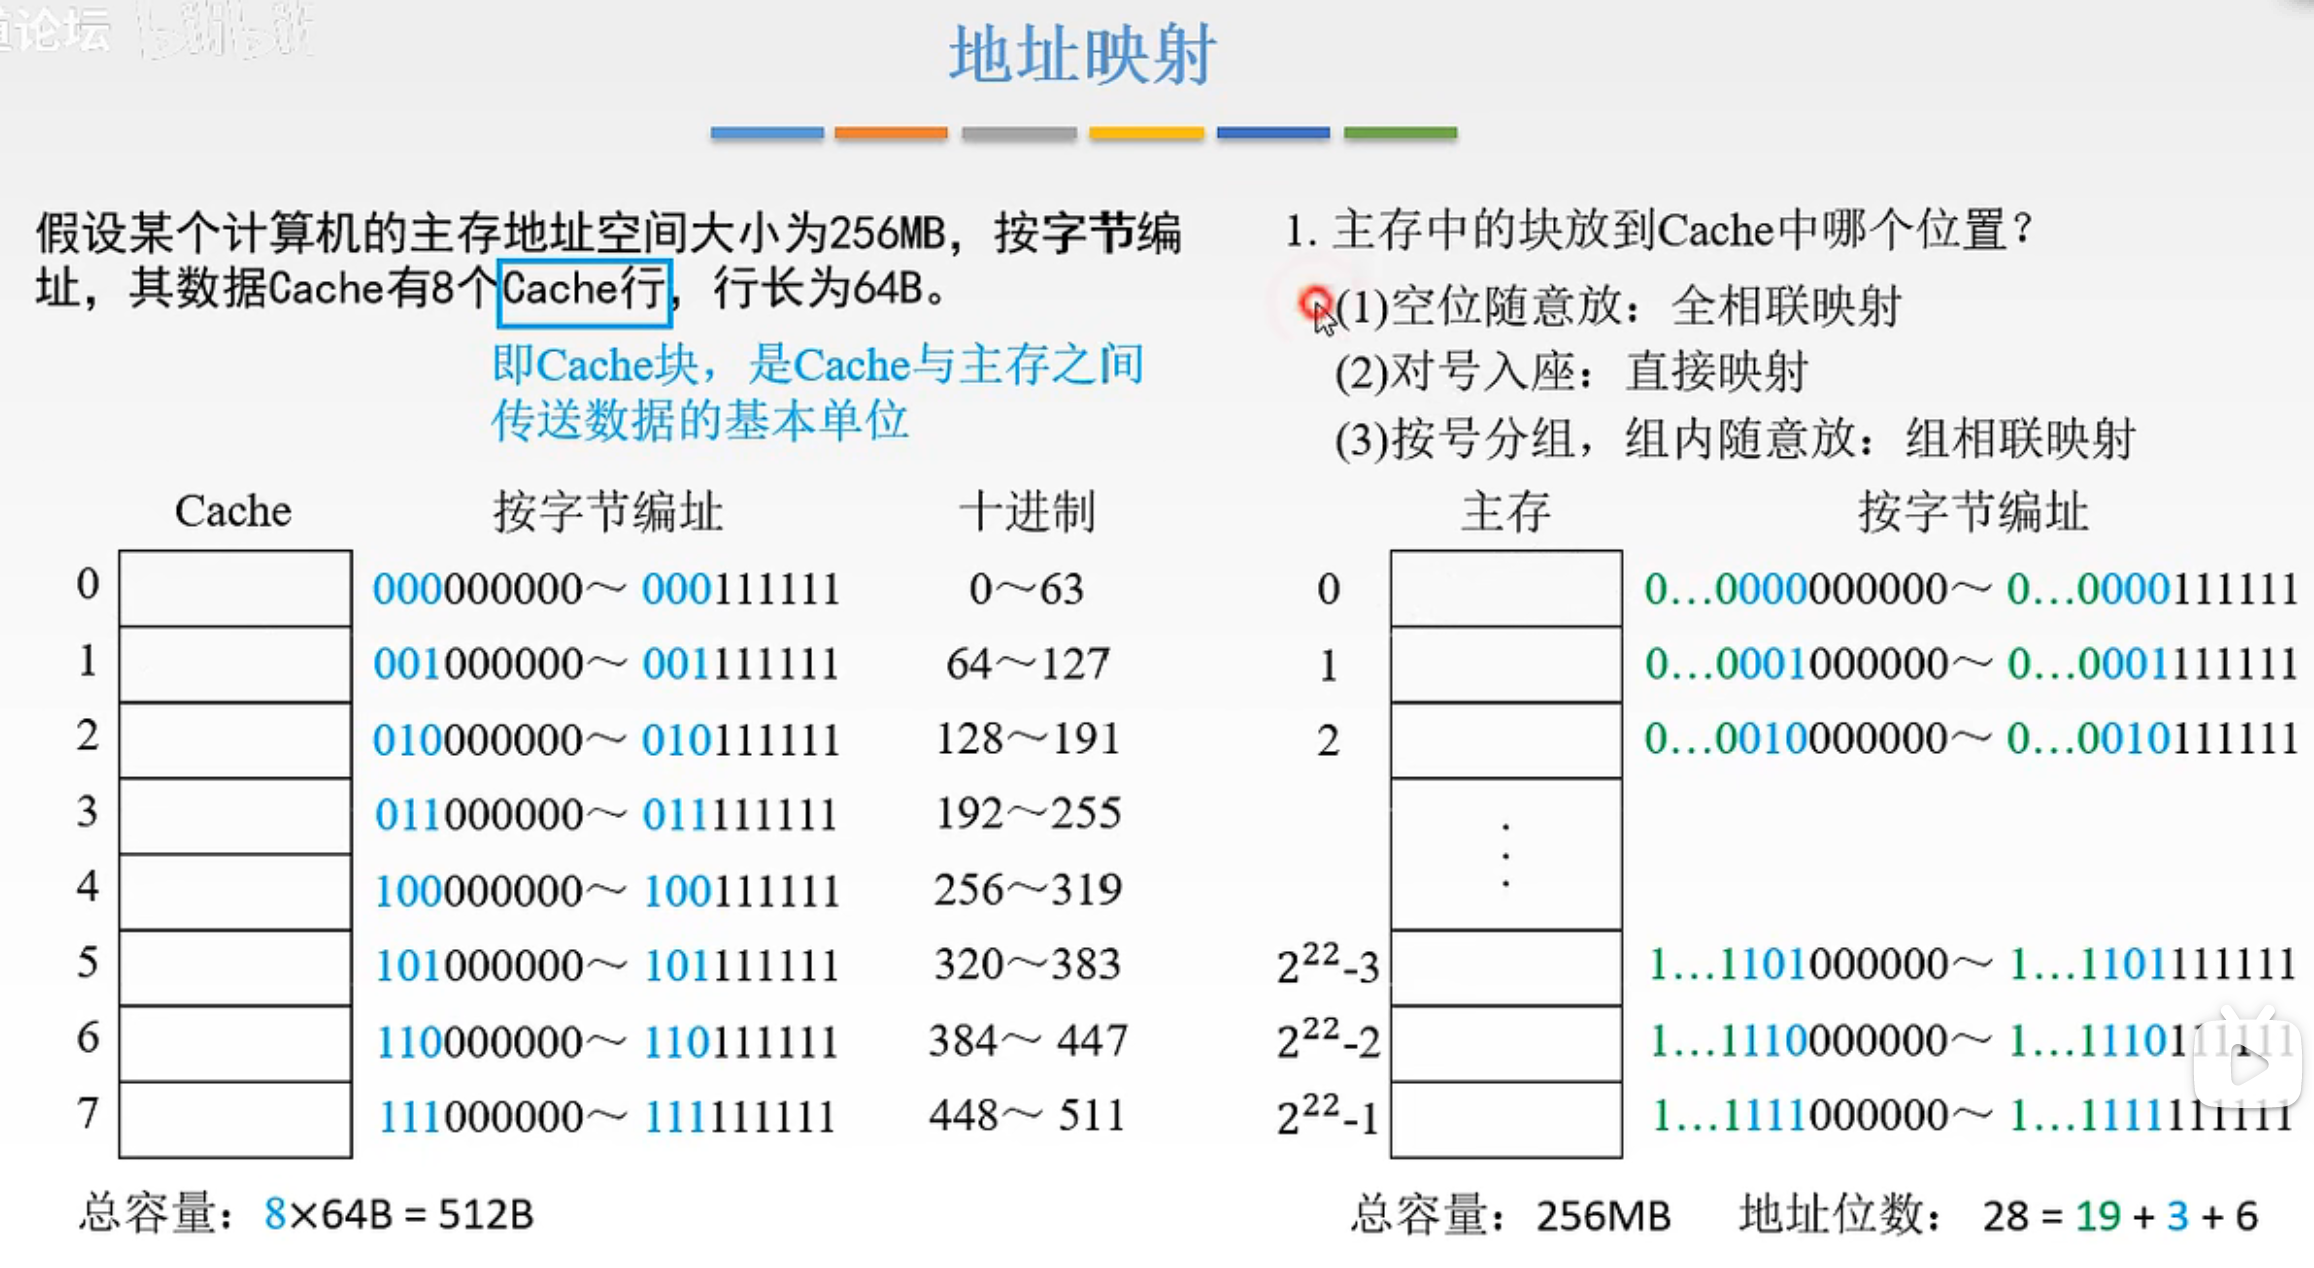 道论坛 bilibili
地址映射
假设某个计算机的主存地址空间大小为256MB，按字节编
址，其数据Cache有8个Cache行，行长为64B。
即Cache块，是Cache与主存之间
传送数据的基本单位
1. 主存中的块放到Cache中哪个位置？
(1)空位随意放：全相联映射
(2)对号入座：直接映射
(3)按号分组，组内随意放：组相联映射
Cache 按字节编址 十进制
0 000000000～ 000111111 0～63
1 001000000～ 001111111 64～127
2 010000000～ 010111111 128～191
3 011000000～ 011111111 192～255
4 100000000～ 100111111 256～319
5 101000000～ 101111111 320～383
6 110000000～ 110111111 384～ 447
7 111000000～ 111111111 448～ 511
总容量：8×64B = 512B
主存 按字节编址
0 0…0000000000～ 0…0000111111
1 0…0001000000～ 0…0001111111
2 0…0010000000～ 0…0010111111
2²²-3 1…1101000000～ 1…1101111111
2²²-2 1…1110000000～ 1…1110111111
2²²-1 1…1111000000～ 1…1111111111
总容量：256MB 地址位数：28 = 19 + 3 + 6